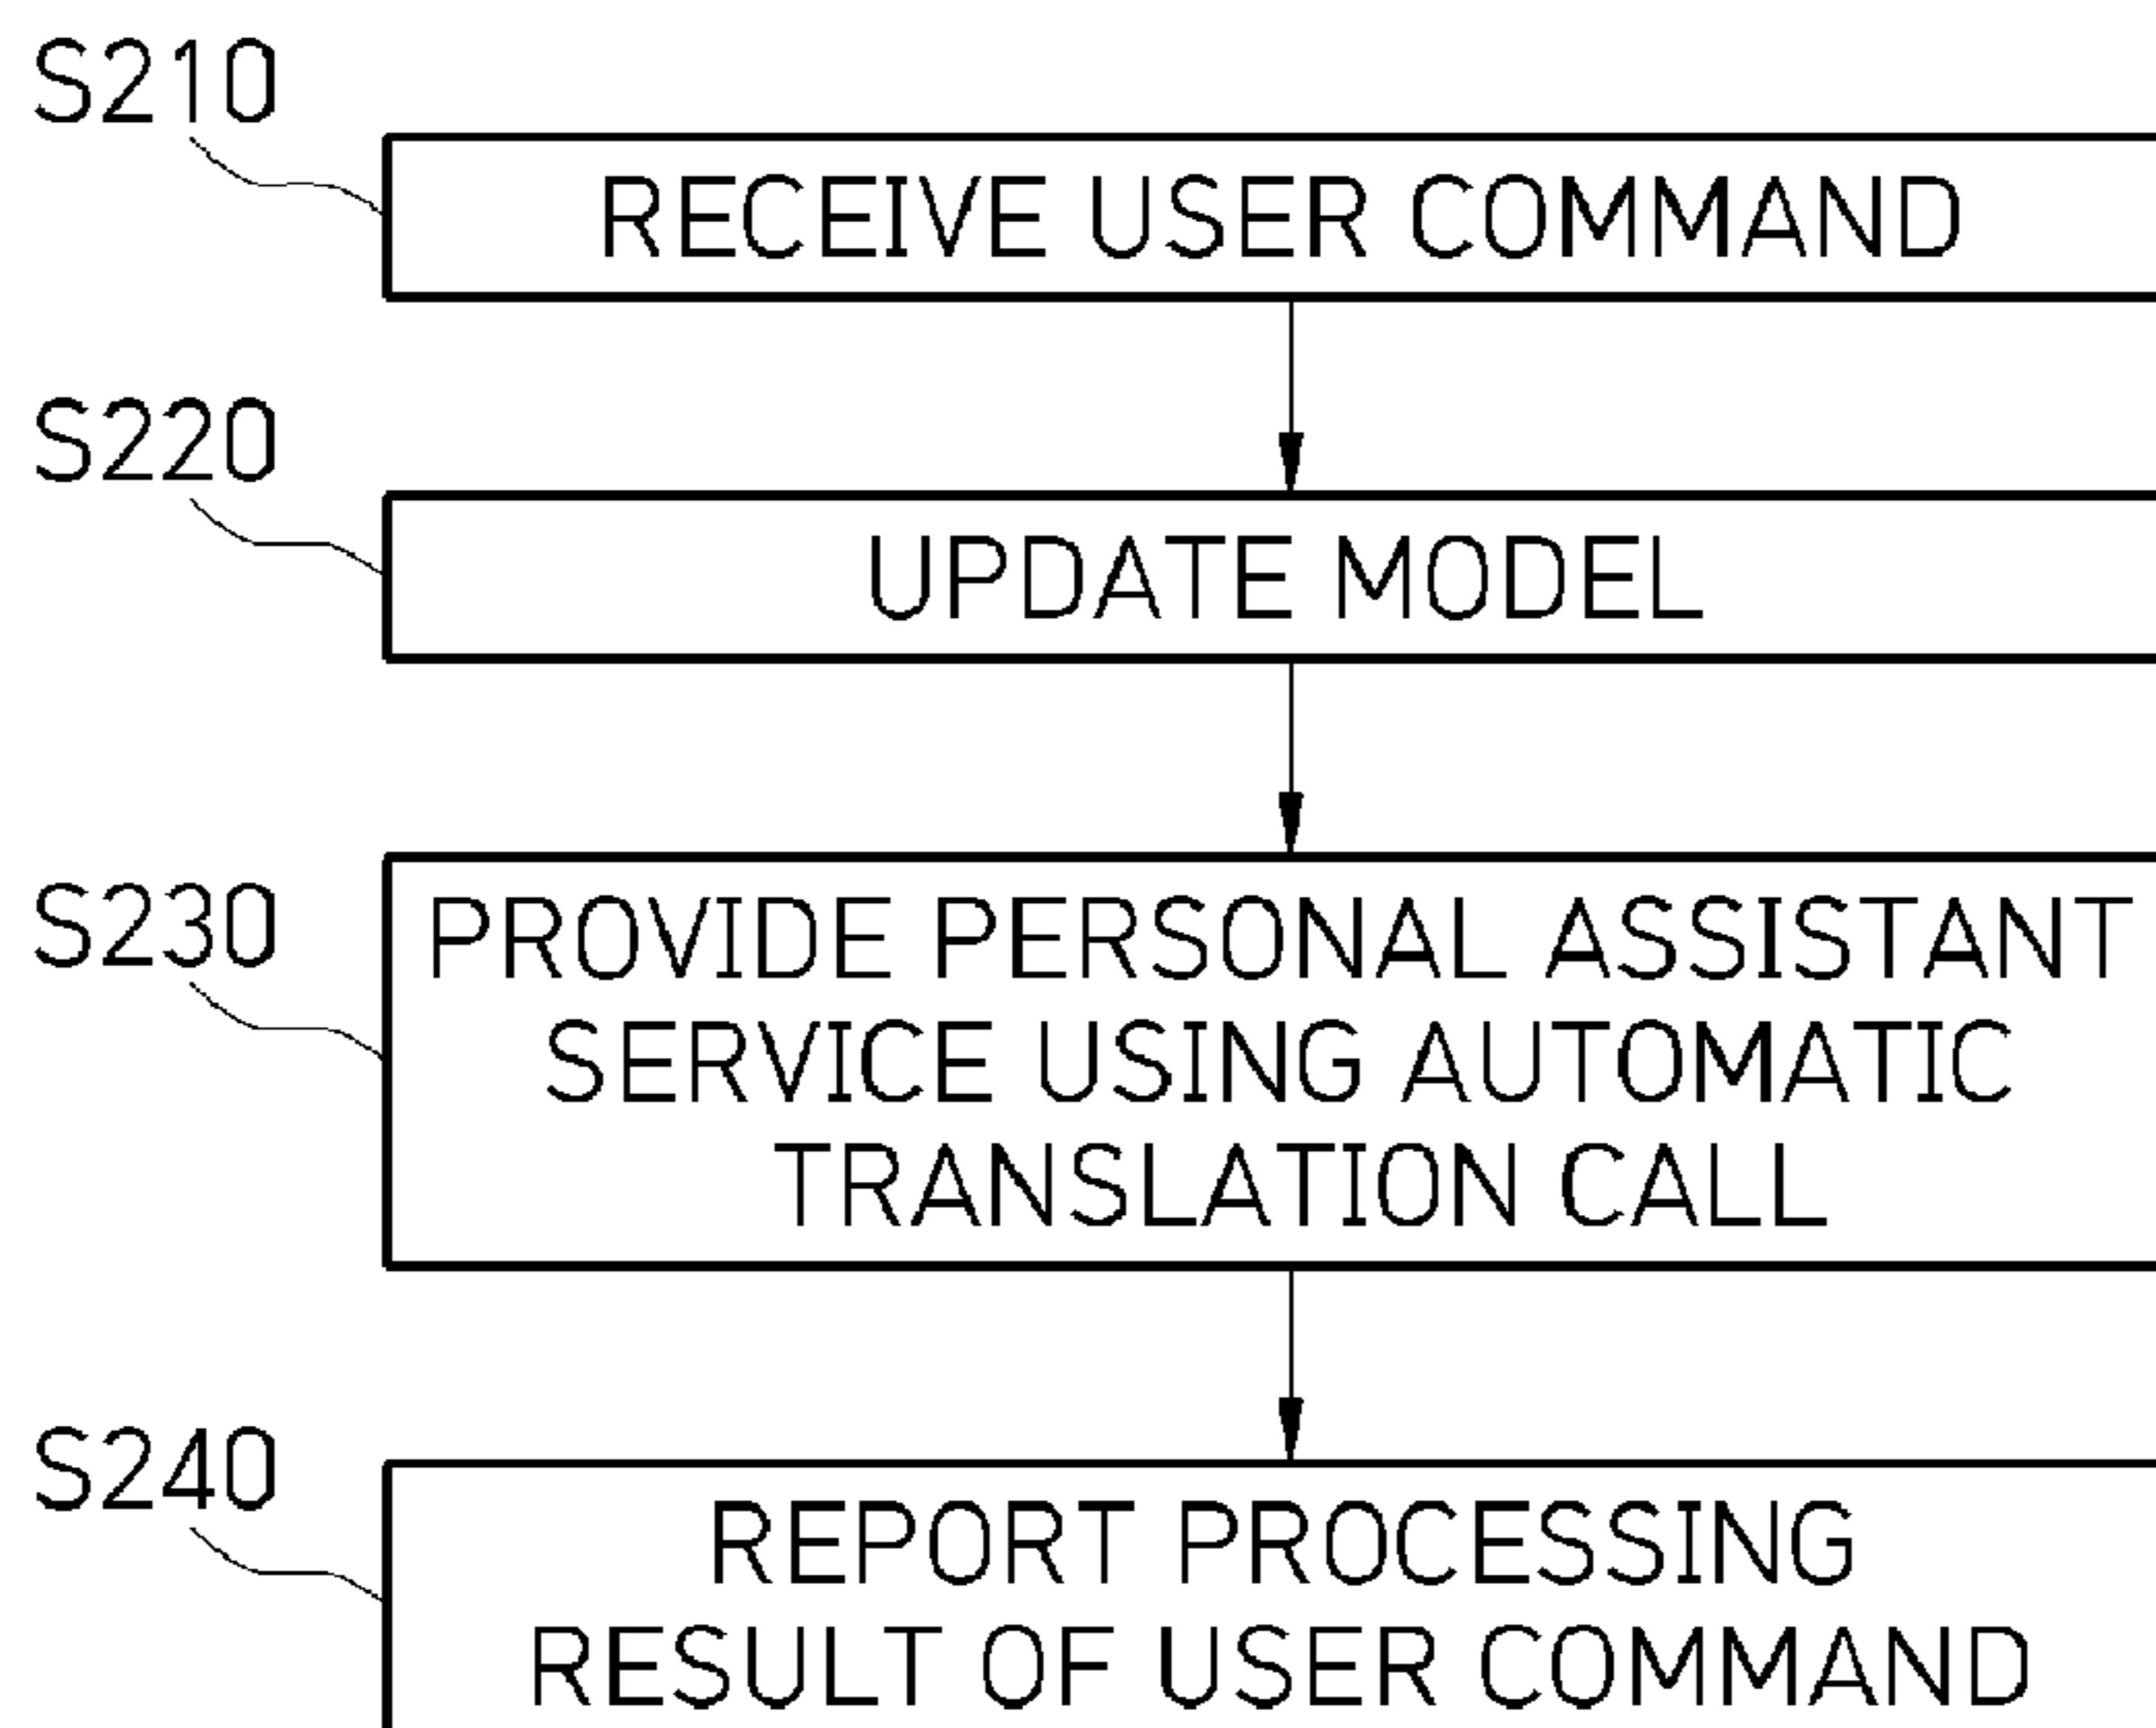 S210
RECEIVE USER COMMAND
S220
UPDATE MODEL
S230
PROVIDE PERSONAL ASSISTANT
SERVICE USING AUTOMATIC
TRANSLATION CALL
S240
REPORT PROCESSING
RESULT OF USER COMMAND